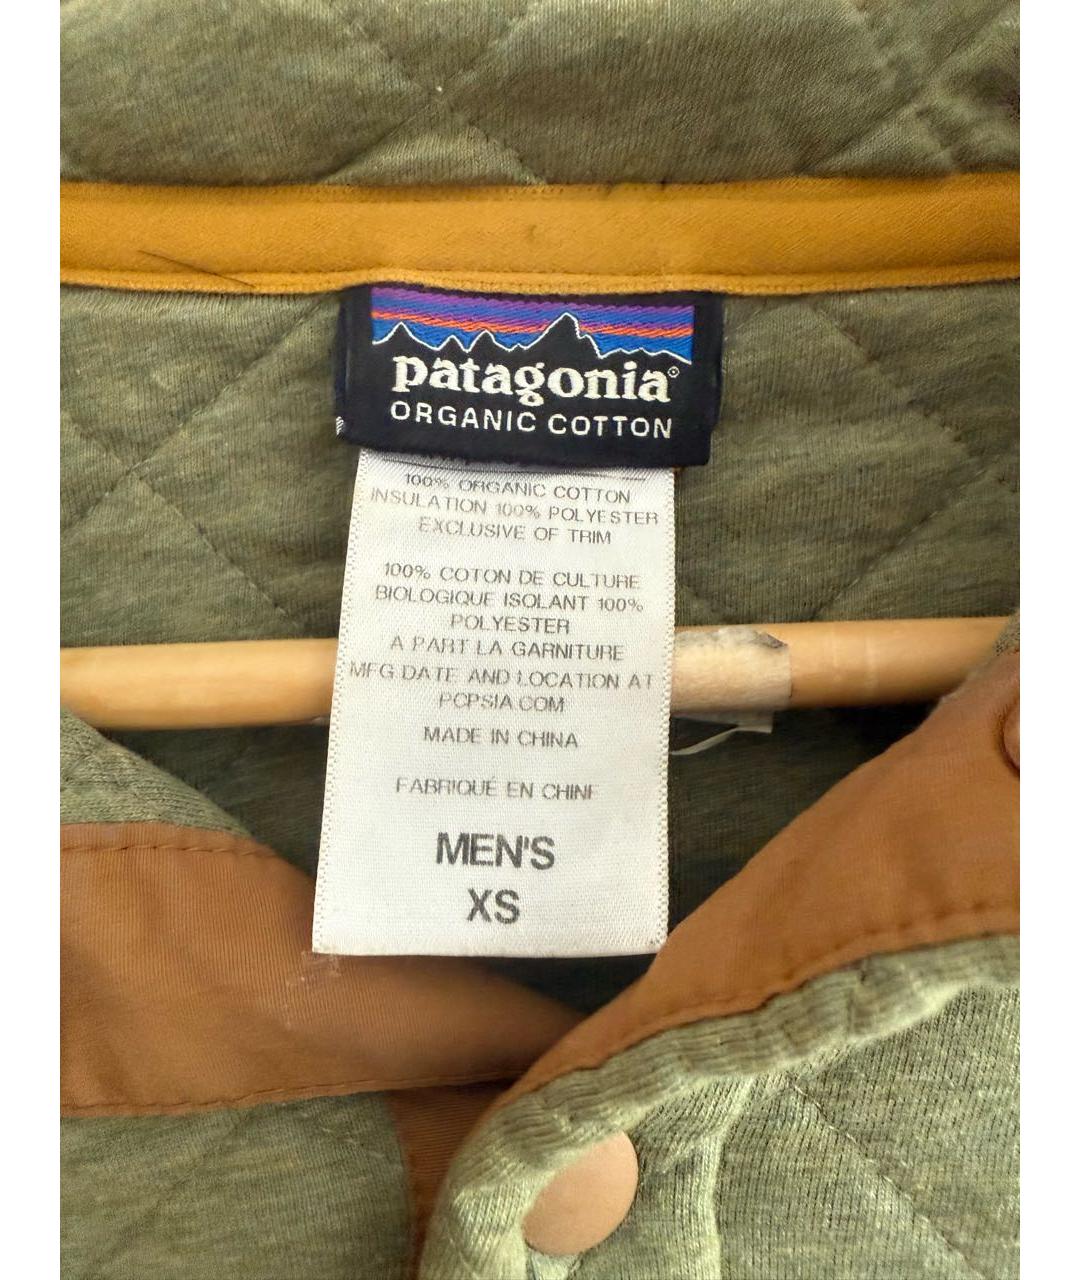 patagonia®
ORGANIC COTTON
100% ORGANIC COTTON
INSULATION 100% POLYESTER
EXCLUSIVE OF TRIM
100% COTON DE CULTURE
BIOLOGIQUE ISOLANT 100%
POLYESTER
A PART LA GARNITURE
MFG DATE AND LOCATION AT
PCPSIA.COM
MADE IN CHINA
FABRIQUÉ EN CHINE
MEN'S
XS